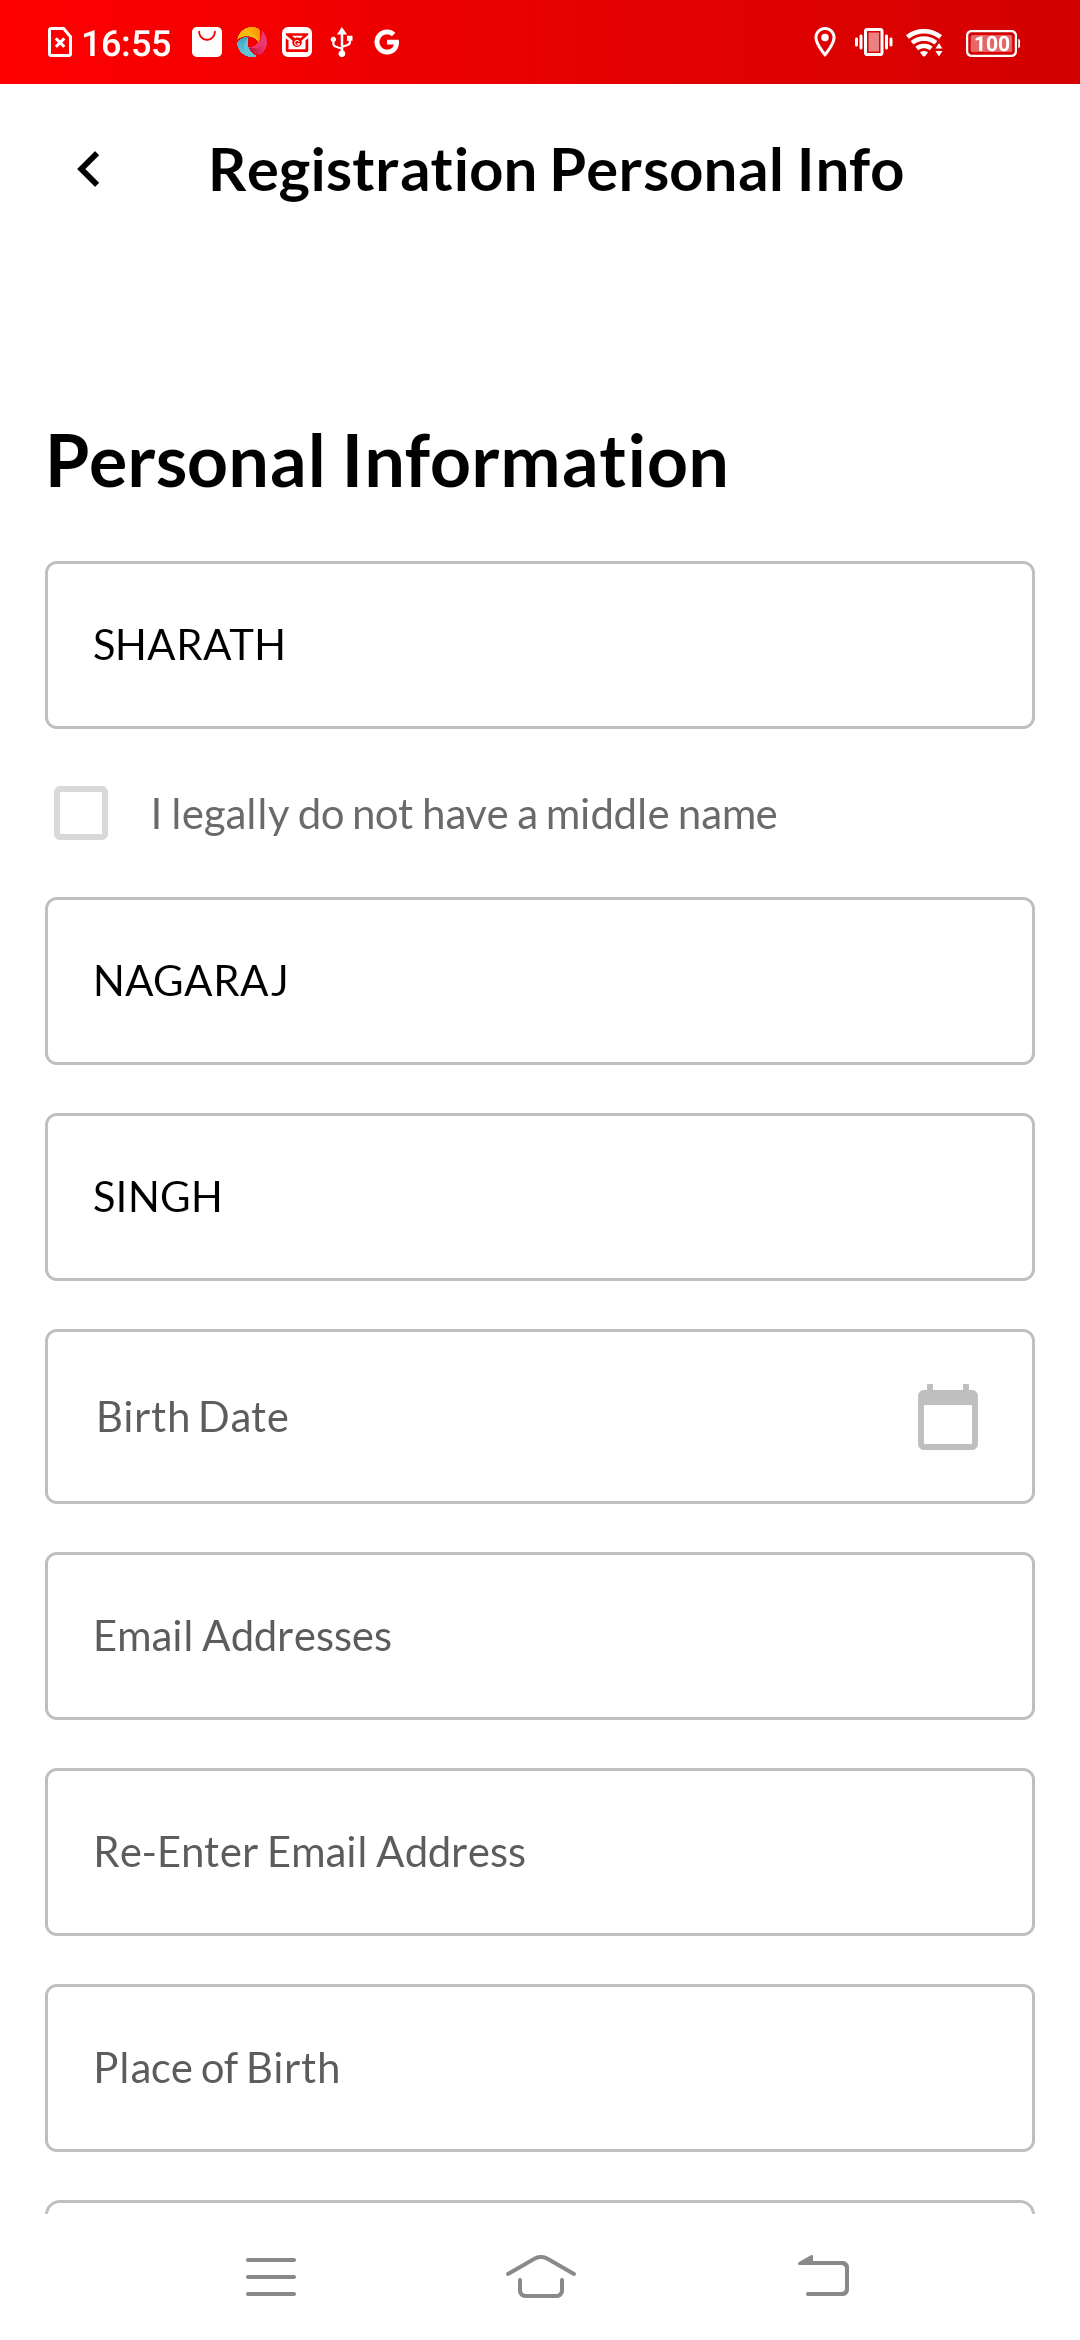 16:55
100
Registration Personal Info
Personal Information
SHARATH
I legally do not have a middle name
NAGARAJ
SINGH
Birth Date
Email Addresses
Re-Enter Email Address
Place of Birth